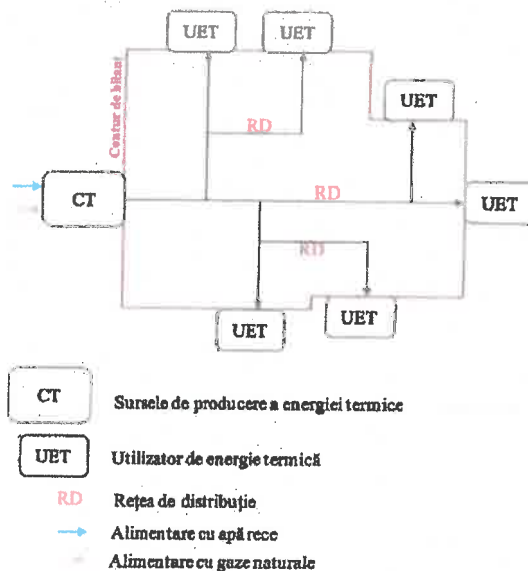 UET
UET
Contur de bilanț
RD
UET
CT
RD
UET
RD
UET
UET
CT
Sursele de producere a energiei termice
UET
Utilizator de energie termică
RD
Rețea de distribuție
Alimentare cu apă rece
Alimentare cu gaze naturale